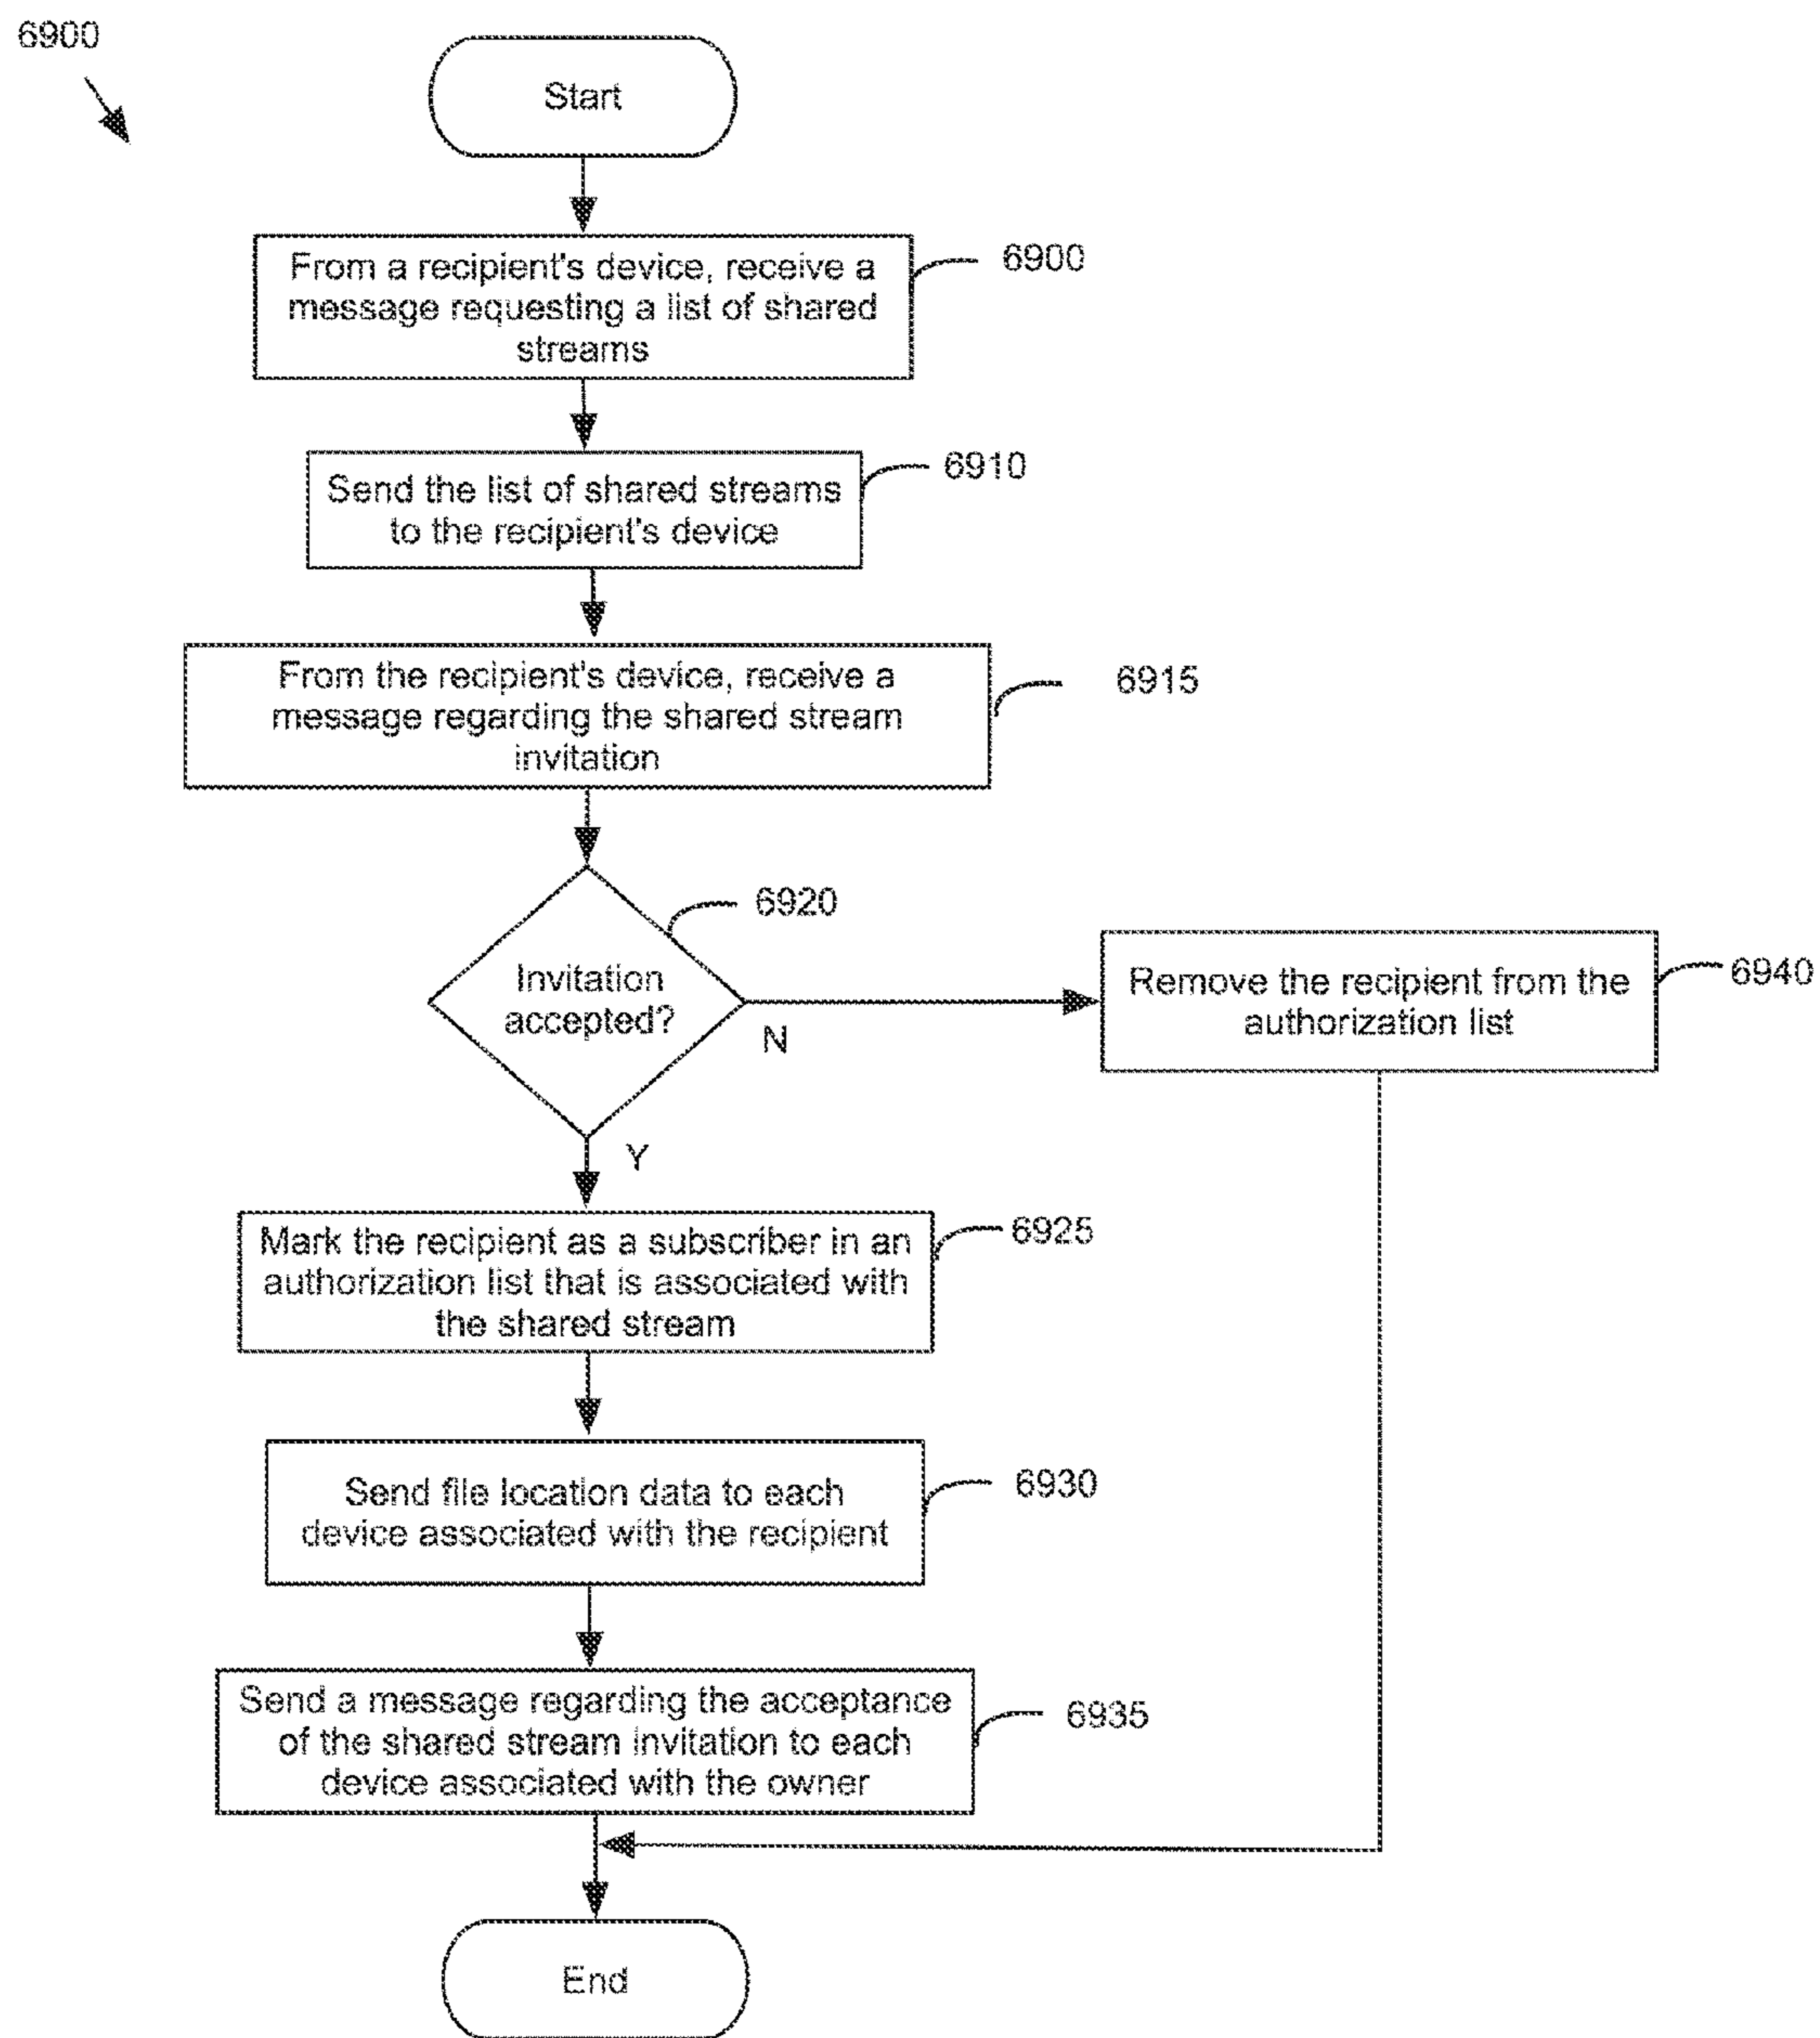 6900
Start
From a recipient's device, receive a
message requesting a list of shared
streams
6900
Send the list of shared streams
to the recipient's device
6910
From the recipient's device, receive a
message regarding the shared stream
invitation
6915
Invitation
accepted?
6920
N
Remove the recipient from the
authorization list
6940
Y
Mark the recipient as a subscriber in an
authorization list that is associated with
the shared stream
6925
Send file location data to each
device associated with the recipient
6930
Send a message regarding the acceptance
of the shared stream invitation to each
device associated with the owner
6935
End